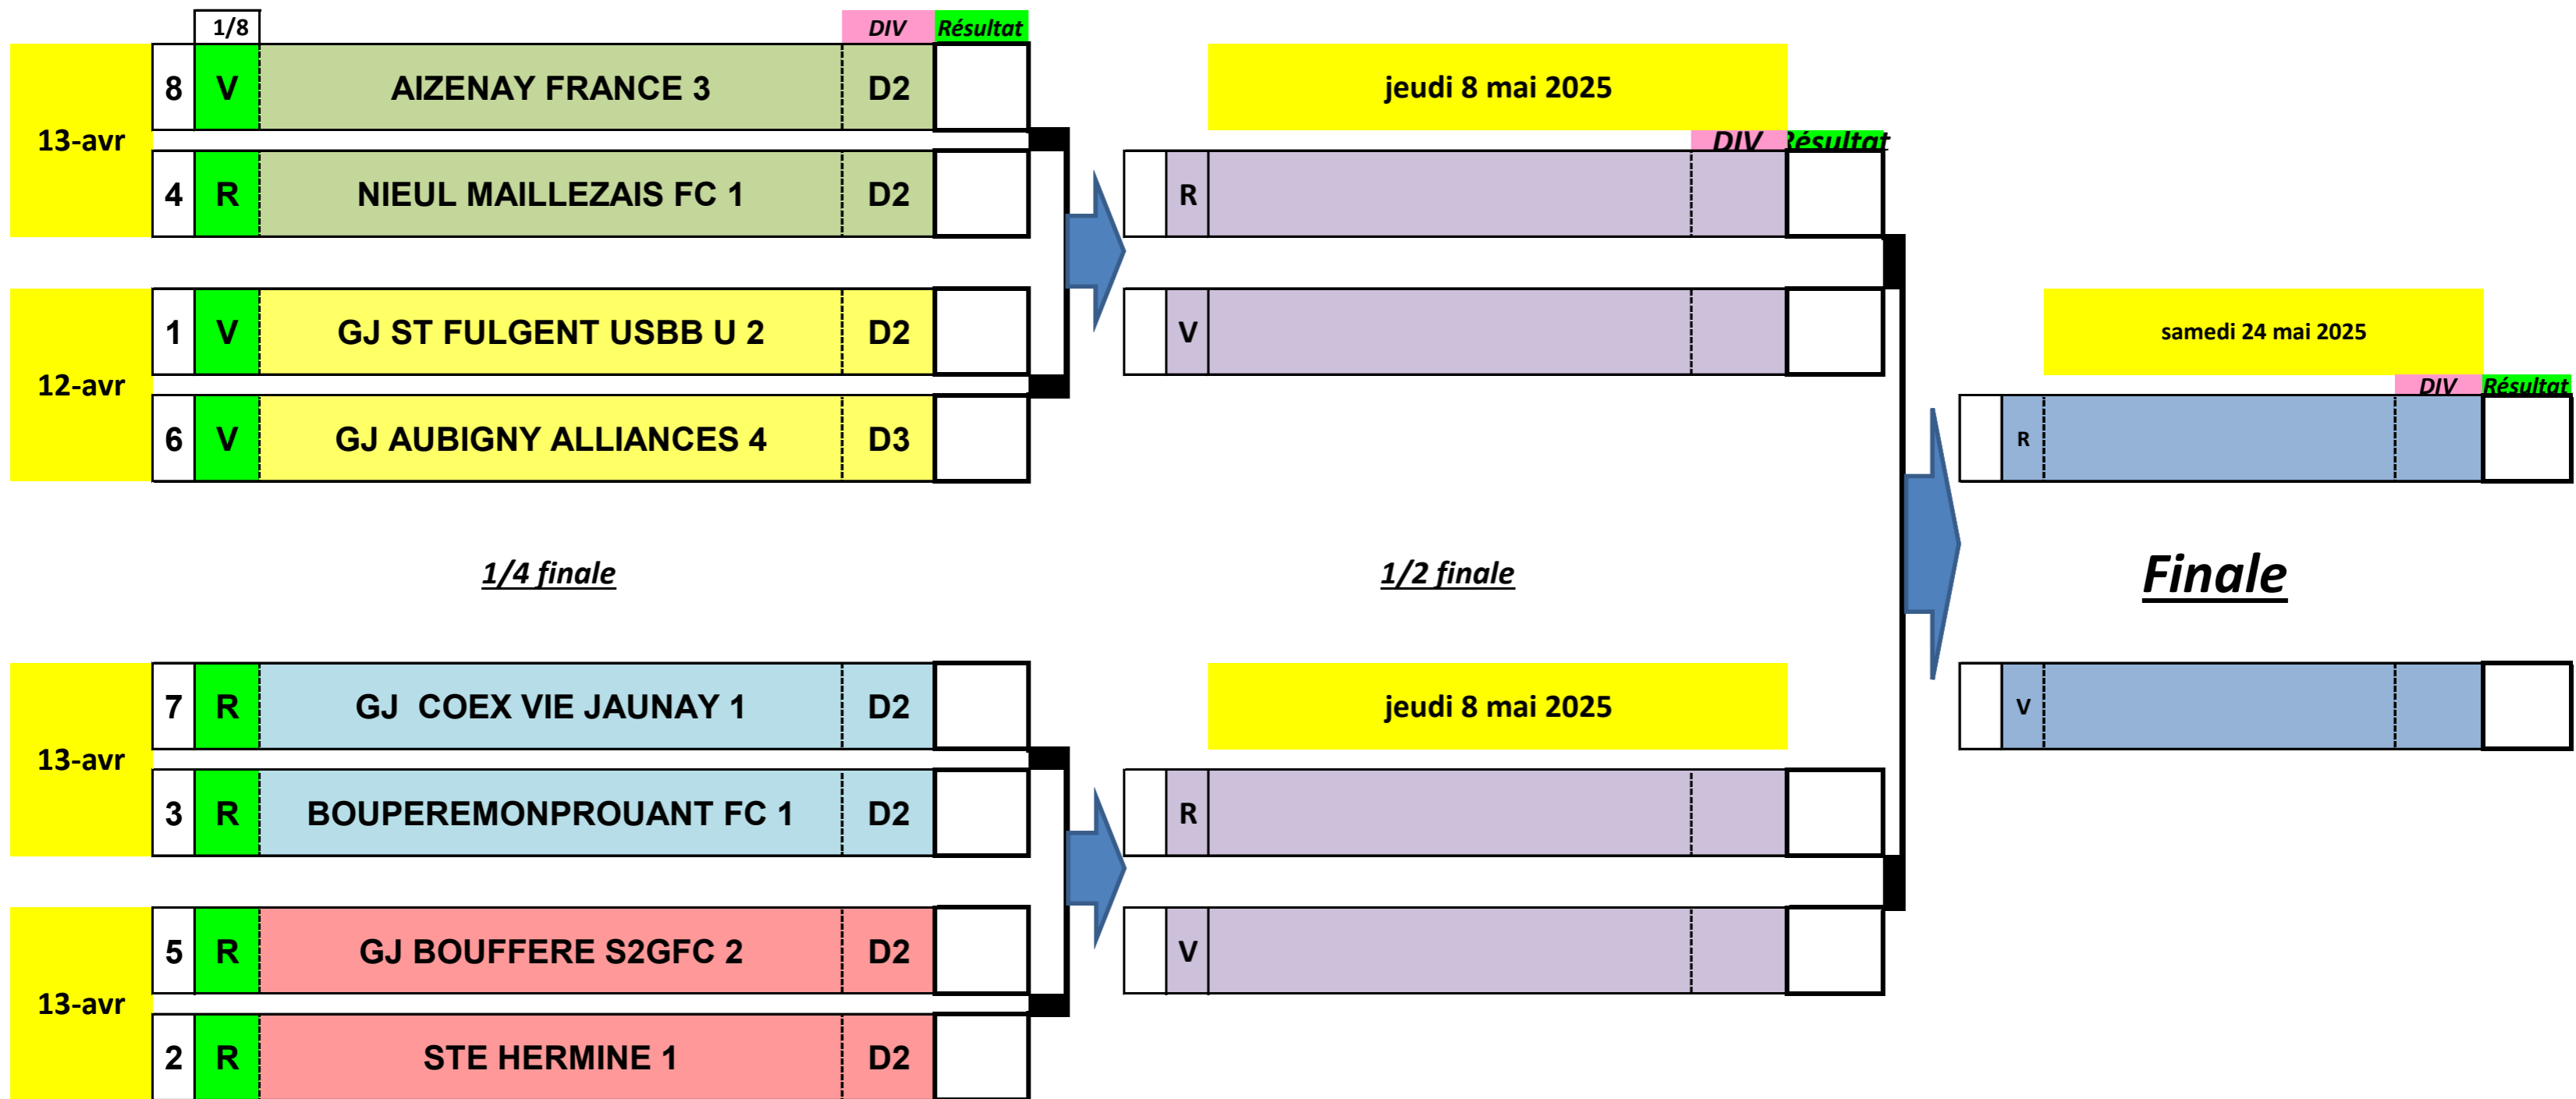 1/8 DIV Résultat
13-avr
8 V AIZENAY FRANCE 3 D2
4 R NIEUL MAILLEZAIS FC 1 D2
12-avr
1 V GJ ST FULGENT USBB U 2 D2
6 V GJ AUBIGNY ALLIANCES 4 D3
1/4 finale
13-avr
7 R GJ  COEX VIE JAUNAY 1 D2
3 R BOUPEREMONPROUANT FC 1 D2
13-avr
5 R GJ BOUFFERE S2GFC 2 D2
2 R STE HERMINE 1 D2
jeudi 8 mai 2025
DIV Résultat
R
V
1/2 finale
jeudi 8 mai 2025
R
V
samedi 24 mai 2025
DIV Résultat
R
Finale
V